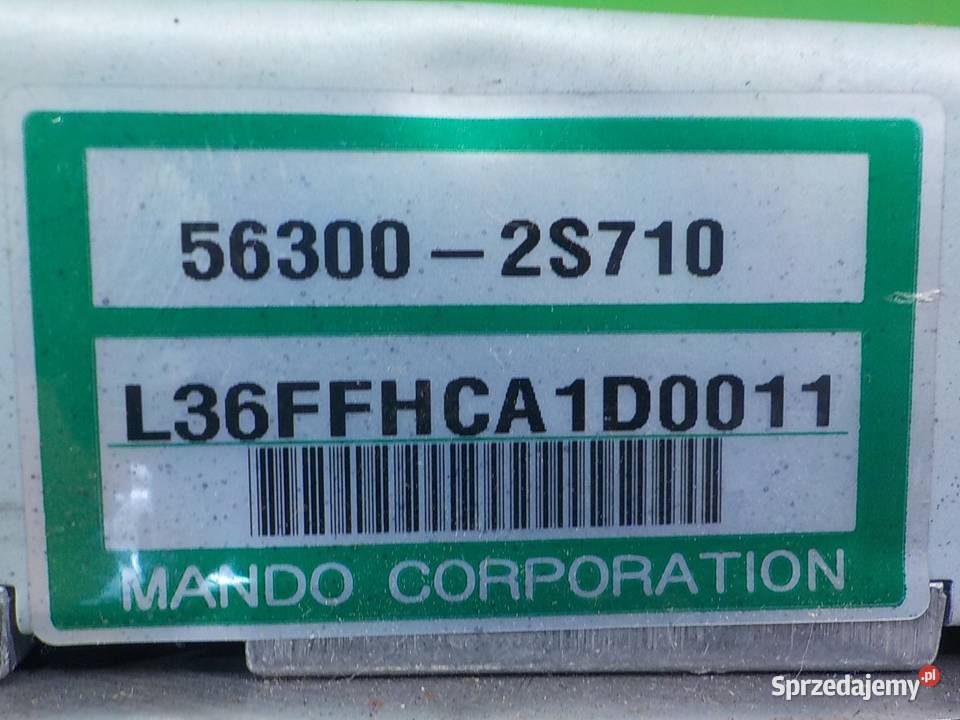 56300-2S710
L36FFHCA1D0011
MANDO CORPORATION
Sprzedajemy.pl